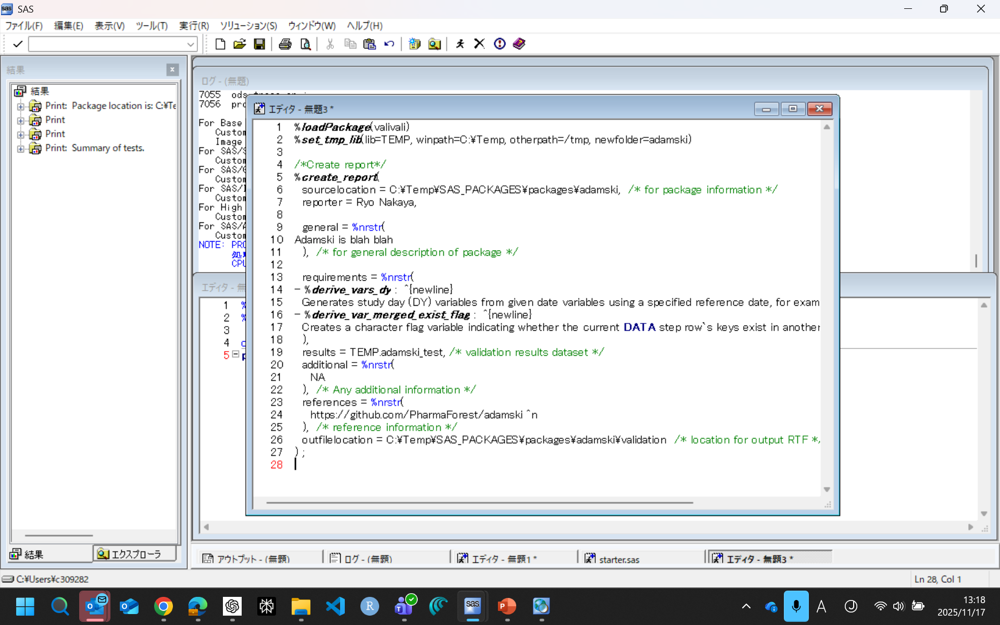 SAS
ファイル(F) 編集(E) 表示(V) ツール(T) 実行(R) ソリューション(S) ウィンドウ(W) ヘルプ(H)
結果
結果
Print: Package location is: C:¥Te
Print
Print
Print: Summary of tests.
結果
エクスプローラ
ログ - (無題)
7055 ods
7056
For Base
Custom
Image
For SAS/
Custom
For SAS/
Custom
For SAS/
Custom
For High
Custom
For SAS/
Custom
NOTE:
CPU
エディタ - 無題3 *
1 %loadPackage(valivali)
2 %set_tmp_lib(lib=TEMP, winpath=C:¥Temp, otherpath=/tmp, newfolder=adamski)
3
4 /*Create report*/
5 %create_report(
6 sourcelocation = C:¥Temp¥SAS_PACKAGES¥packages¥adamski, /* for package information */
7 reporter = Ryo Nakaya,
8
9 general = %nrstr(
10 Adamski is blah blah
11 ), /* for general description of package */
12
13 requirements = %nrstr(
14 - %derive_vars_dy : ^{newline}
15 Generates study day (DY) variables from given date variables using a specified reference date, for exam
16 - %derive_var_merged_exist_flag : ^{newline}
17 Creates a character flag variable indicating whether the current DATA step row`s keys exist in another
18 ),
19 results = TEMP.adamski_test, /* validation results dataset */
20 additional = %nrstr(
21 NA
22 ), /* Any additional information */
23 references = %nrstr(
24 https://github.com/PharmaForest/adamski ^n
25 ), /* reference information */
26 outfilelocation = C:¥Temp¥SAS_PACKAGES¥packages¥adamski¥validation /* location for output RTF *
27 ) ;
28
エディタ -
1 %
2 %
3
4
5
アウトプット - (無題)
ログ - (無題)
エディタ - 無題1 *
starter.sas
エディタ - 無題3 *
C:¥Users¥c309282
Ln 28, Col 1
sas
A
13:18
2025/11/17